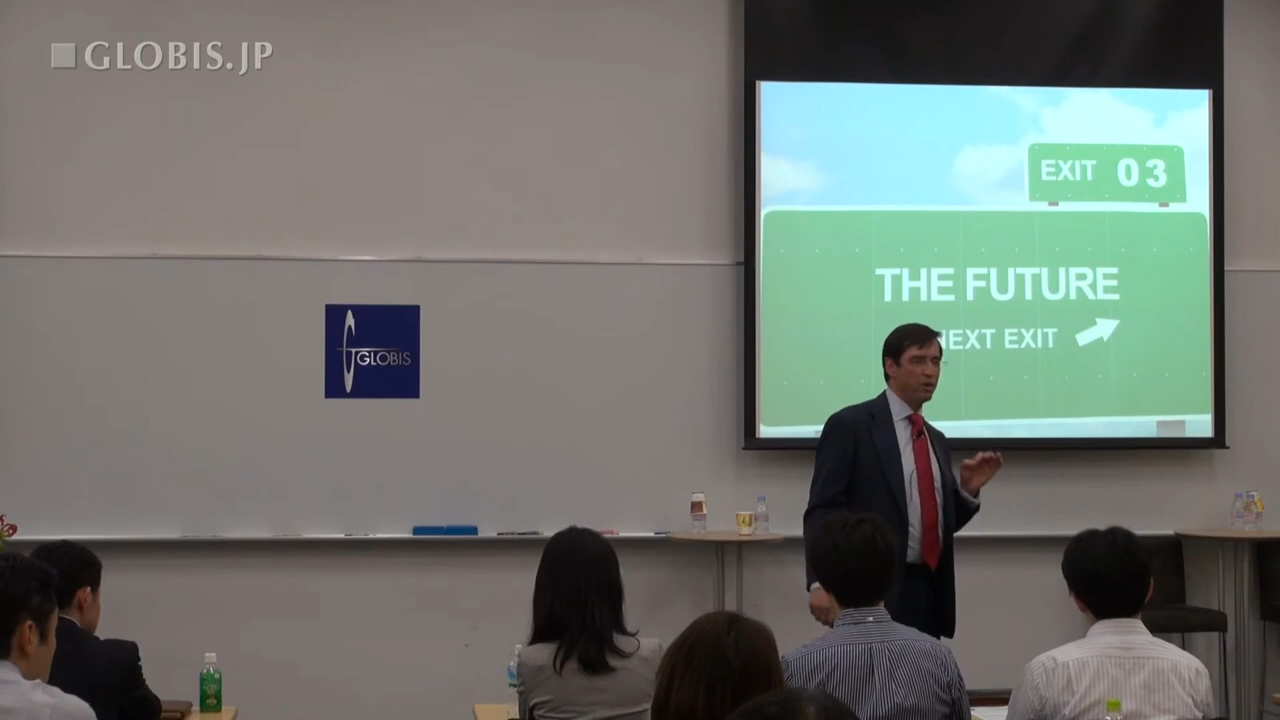 GLOBIS.JP
EXIT 03
THE FUTURE
NEXT EXIT
GLOBIS